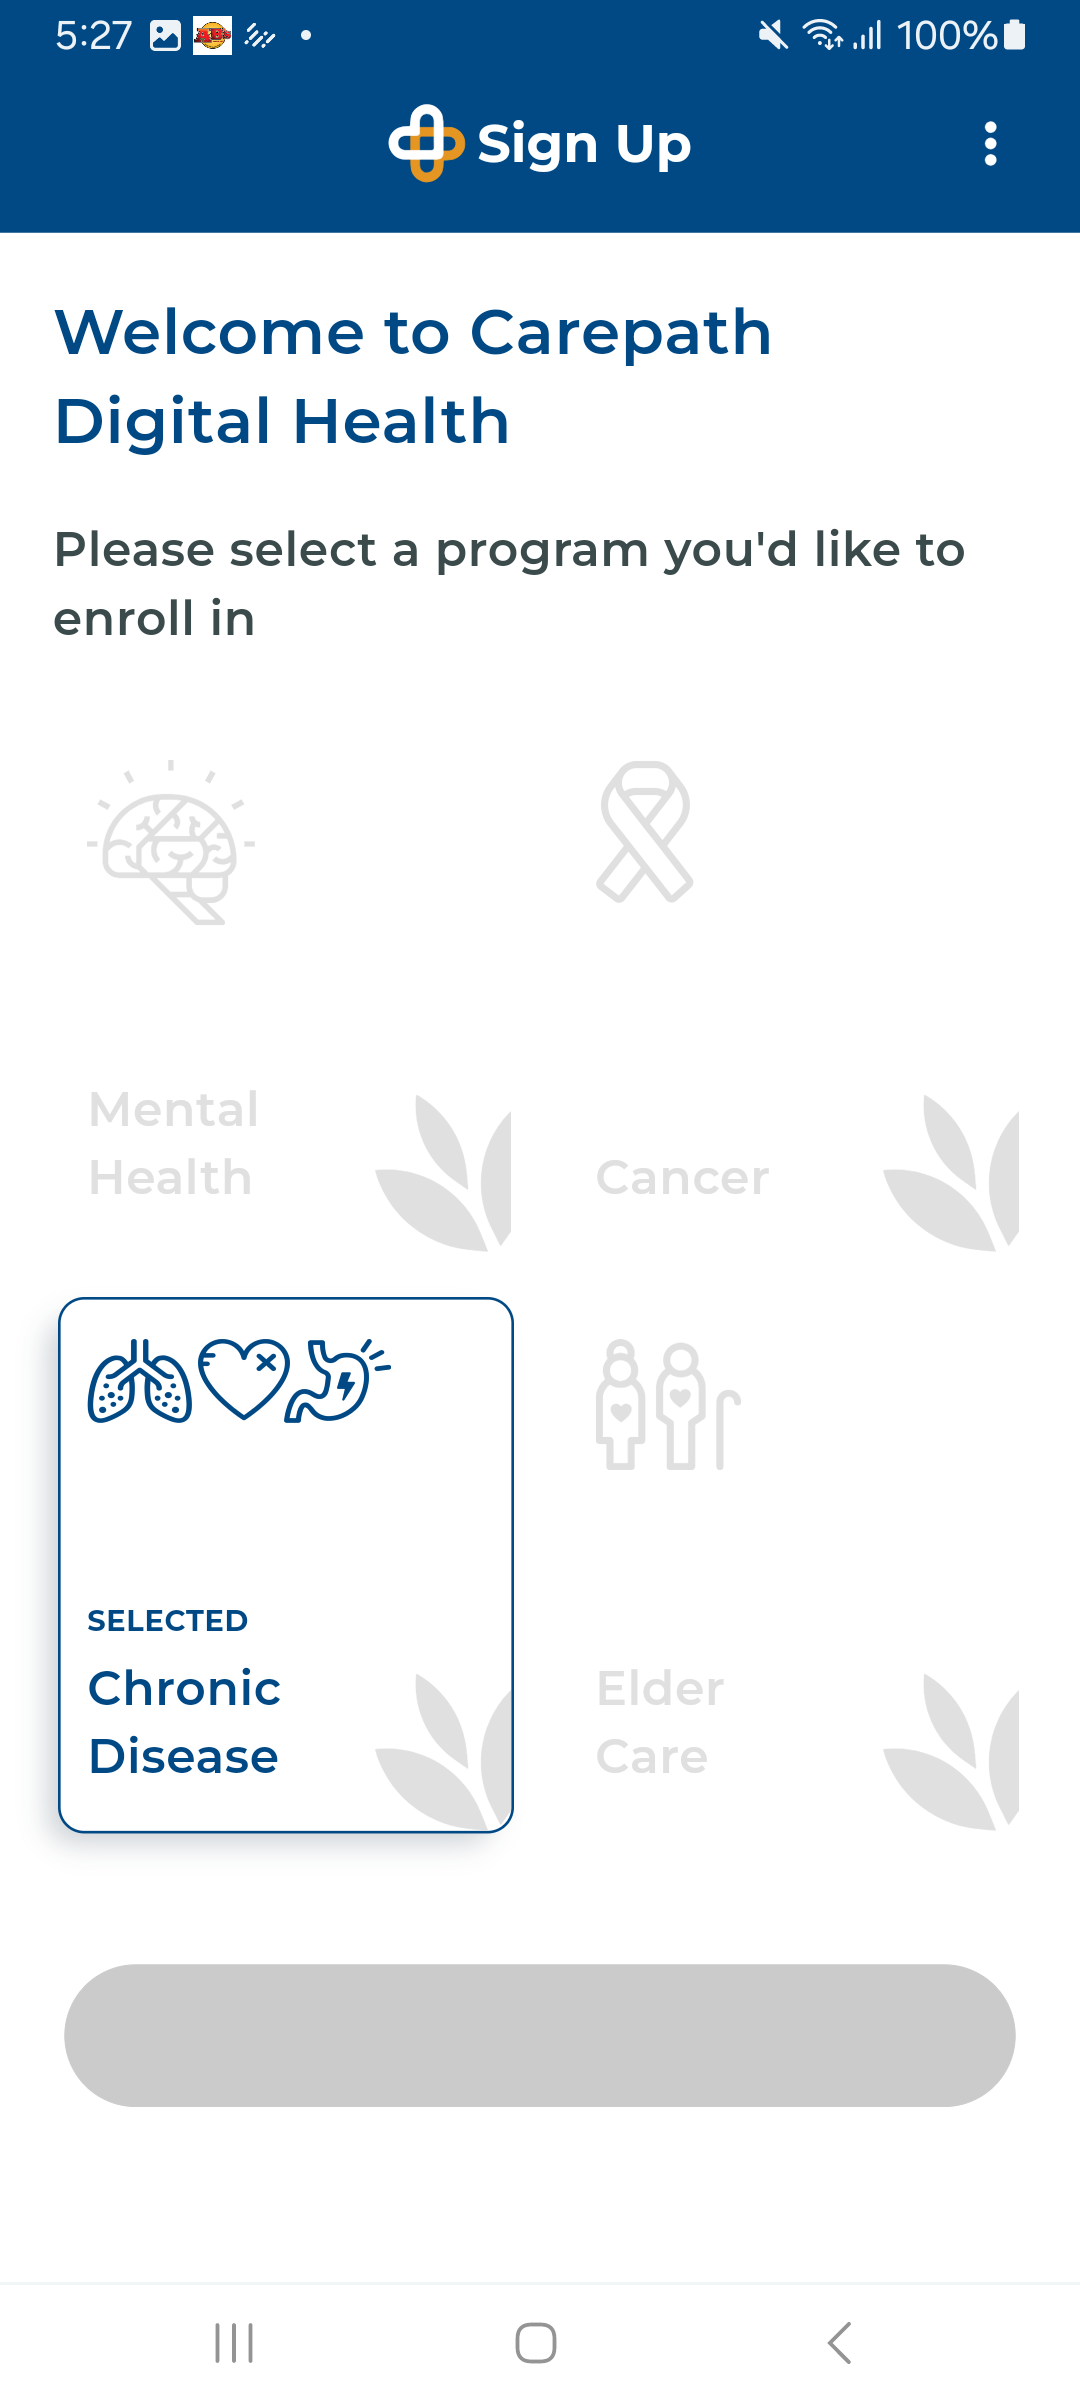 5:27
100%
Sign Up
Welcome to Carepath
Digital Health
Please select a program you'd like to
enroll in
Mental
Health
Cancer
SELECTED
Chronic
Disease
Elder
Care